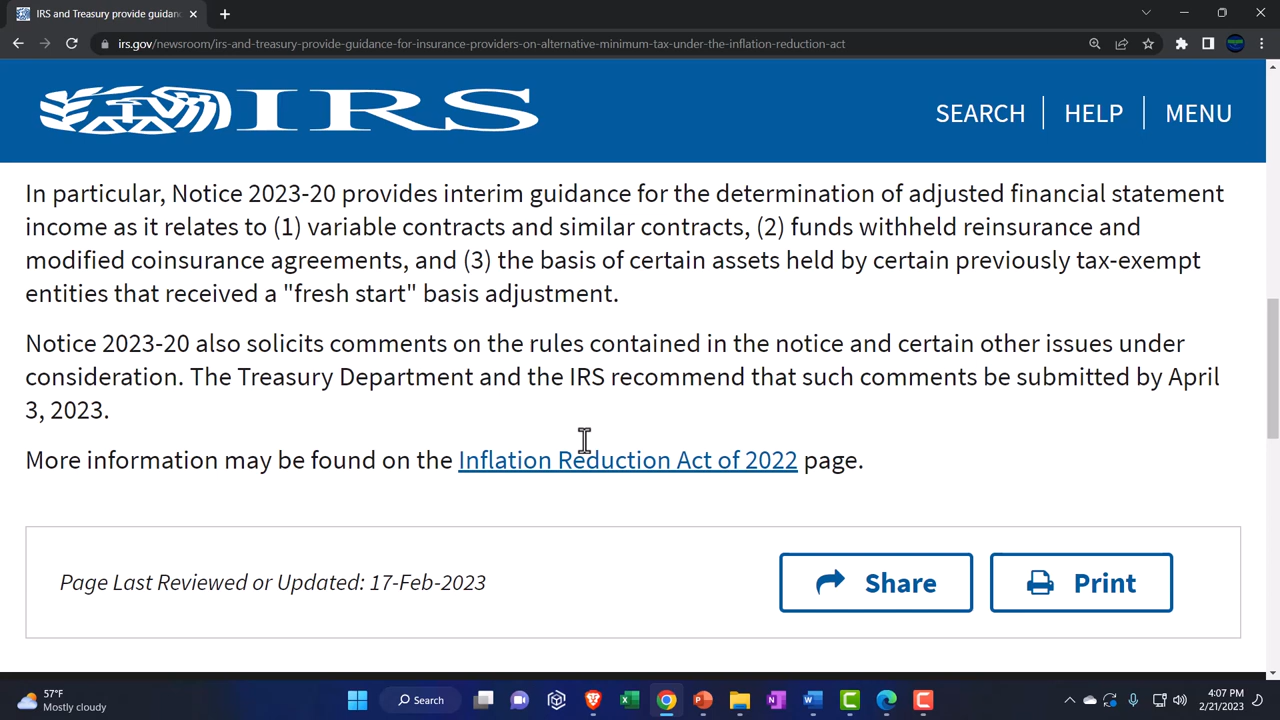 IRS and Treasury provide guidanc
irs.gov/newsroom/irs-and-treasury-provide-guidance-for-insurance-providers-on-alternative-minimum-tax-under-the-inflation-reduction-act
IRS
SEARCH
HELP
MENU
In particular, Notice 2023-20 provides interim guidance for the determination of adjusted financial statement
income as it relates to (1) variable contracts and similar contracts, (2) funds withheld reinsurance and
modified coinsurance agreements, and (3) the basis of certain assets held by certain previously tax-exempt
entities that received a "fresh start" basis adjustment.
Notice 2023-20 also solicits comments on the rules contained in the notice and certain other issues under
consideration. The Treasury Department and the IRS recommend that such comments be submitted by April
3, 2023.
More information may be found on the Inflation Reduction Act of 2022 page.
Page Last Reviewed or Updated: 17-Feb-2023
Share
Print
57°F
Mostly cloudy
Search
4:07 PM
2/21/2023